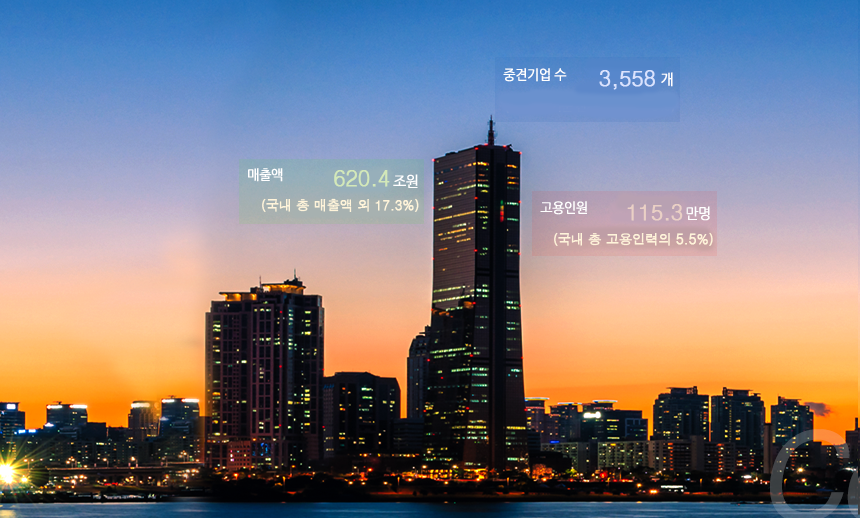 중견기업 수 3,558 개
매출액 620.4 조원
(국내 총 매출액 외 17.3%)
고용인원 115.3 만명
(국내 총 고용인력의 5.5%)